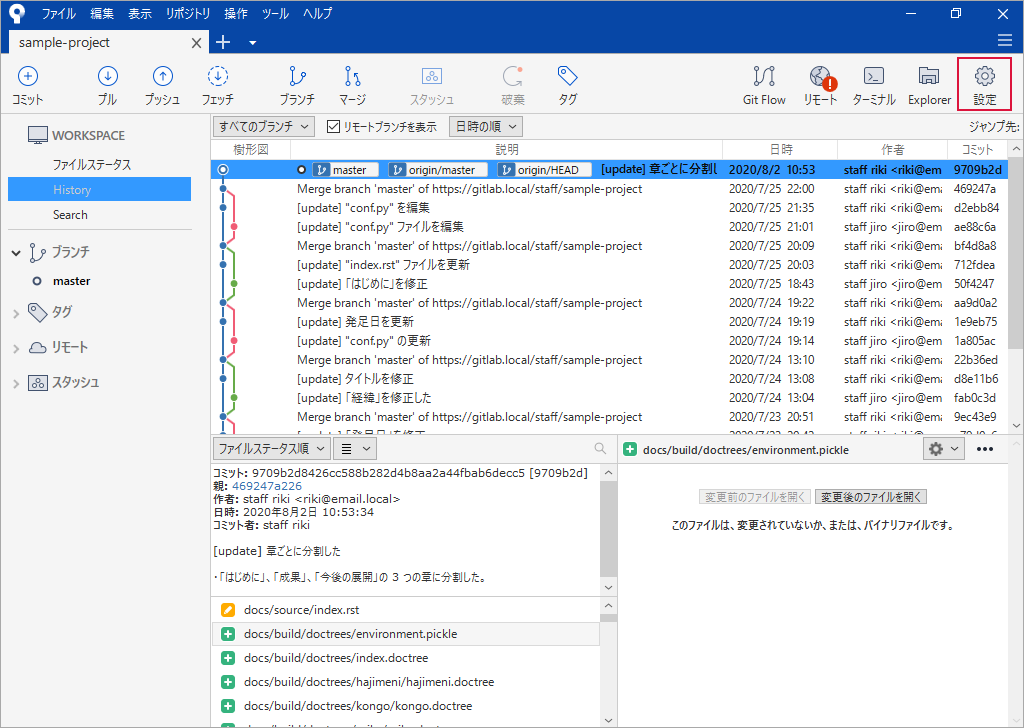 ファイル 編集 表示 リポジトリ 操作 ツール ヘルプ
sample-project
コミット プル プッシュ フェッチ ブランチ マージ スタッシュ 破棄 タグ Git Flow リモート ターミナル Explorer 設定
WORKSPACE
ファイルステータス
History
Search
ブランチ
master
タグ
リモート
スタッシュ
すべてのブランチ リモートブランチを表示 日時の順 ジャンプ先:
樹形図 説明 日時 作者 コミット
master origin/master origin/HEAD [update] 章ごとに分割し 2020/8/2 10:53 staff riki <riki@em 9709b2d
Merge branch 'master' of https://gitlab.local/staff/sample-project 2020/7/25 22:00 staff riki <riki@ema 469247a
[update] "conf.py" を編集 2020/7/25 21:35 staff riki <riki@ema d2ebb84
[update] "conf.py" ファイルを編集 2020/7/25 21:01 staff jiro <jiro@ema ae88c6a
Merge branch 'master' of https://gitlab.local/staff/sample-project 2020/7/25 20:09 staff riki <riki@ema bf4d8a8
[update] "index.rst" ファイルを更新 2020/7/25 20:03 staff riki <riki@ema 712fdea
[update] 「はじめに」を修正 2020/7/25 18:43 staff jiro <jiro@ema 50f4247
Merge branch 'master' of https://gitlab.local/staff/sample-project 2020/7/24 19:22 staff riki <riki@ema aa9d0a2
[update] 発足日を更新 2020/7/24 19:19 staff riki <riki@ema 1e9eb75
[update] "conf.py" の更新 2020/7/24 19:14 staff jiro <jiro@ema 1a805ac
Merge branch 'master' of https://gitlab.local/staff/sample-project 2020/7/24 13:10 staff riki <riki@ema 22b36ed
[update] タイトルを修正 2020/7/24 13:08 staff riki <riki@ema d8e11b6
[update] 「経緯」を修正した 2020/7/24 13:04 staff jiro <jiro@ema fab0c3d
Merge branch 'master' of https://gitlab.local/staff/sample-project 2020/7/23 20:51 staff riki <riki@ema 9ec43e9
ファイルステータス順
コミット: 9709b2d8426cc588b282d4b8aa2a44fbab6decc5 [9709b2d]
親: 469247a226
作者: staff riki <riki@email.local>
日時: 2020年8月2日 10:53:34
コミット者: staff riki
[update] 章ごとに分割した
・「はじめに」、「成果」、「今後の展開」の 3 つの章に分割した。
docs/source/index.rst
docs/build/doctrees/environment.pickle
docs/build/doctrees/index.doctree
docs/build/doctrees/hajimeni/hajimeni.doctree
docs/build/doctrees/kongo/kongo.doctree
docs/build/doctrees/environment.pickle
変更前のファイルを開く 変更後のファイルを開く
このファイルは、変更されていないか、または、バイナリファイルです。